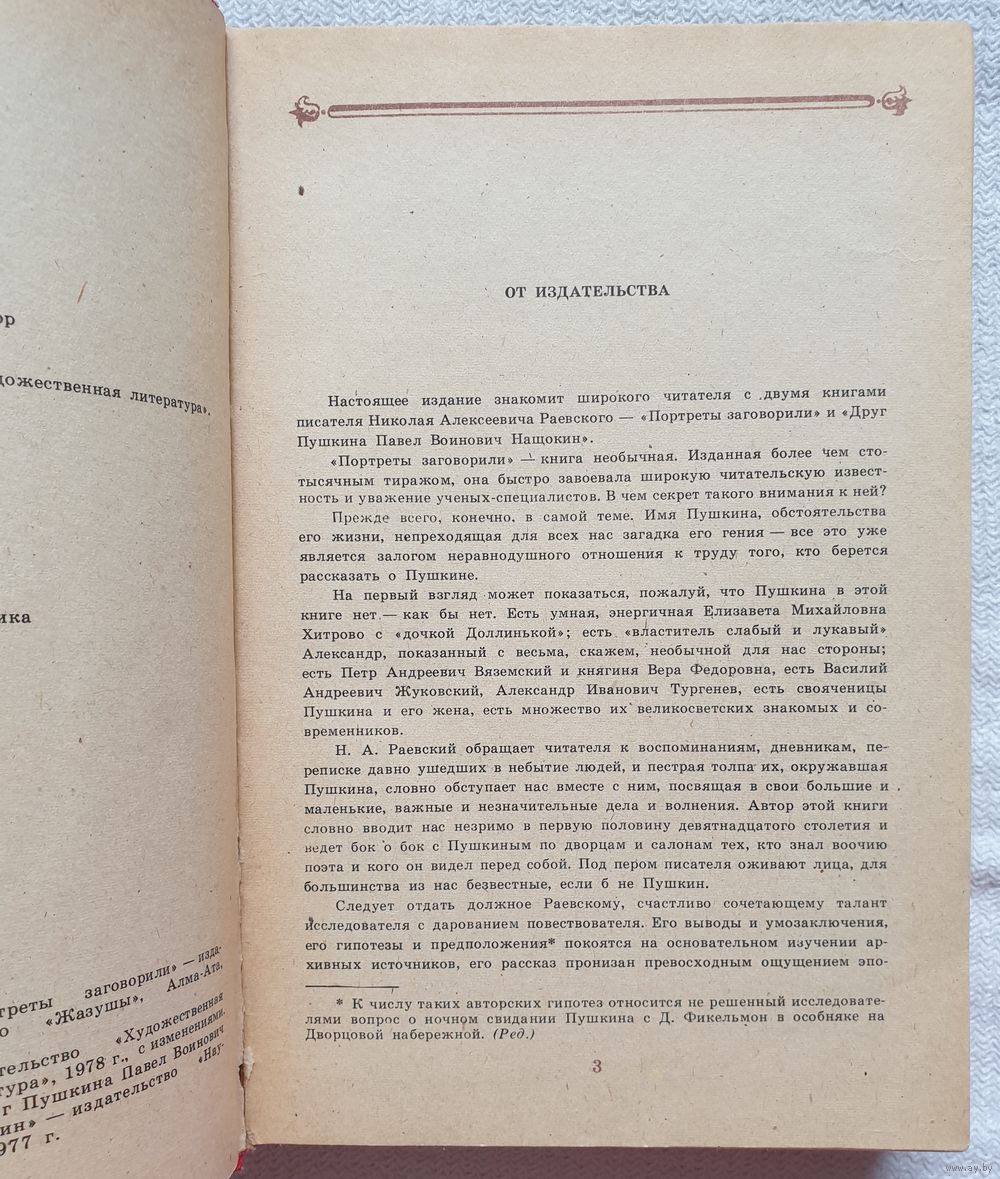 ор
дожественная литература».
ика
треты заговорили» — изда-
о «Жазушы», Алма-Ата,
тельство «Художественная
тура», 1978 г., с изменениями.
г Пушкина Павел Воинович
ин» — издательство «Нау-
977 г.
ОТ ИЗДАТЕЛЬСТВА
Настоящее издание знакомит широкого читателя с двумя книгами
писателя Николая Алексеевича Раевского — «Портреты заговорили» и «Друг
Пушкина Павел Воинович Нащокин».
«Портреты заговорили» — книга необычная. Изданная более чем сто-
тысячным тиражом, она быстро завоевала широкую читательскую извест-
ность и уважение ученых-специалистов. В чем секрет такого внимания к ней?
Прежде всего, конечно, в самой теме. Имя Пушкина, обстоятельства
его жизни, непреходящая для всех нас загадка его гения — все это уже
является залогом неравнодушного отношения к труду того, кто берется
рассказать о Пушкине.
На первый взгляд может показаться, пожалуй, что Пушкина в этой
книге нет — как бы нет. Есть умная, энергичная Елизавета Михайловна
Хитрово с «дочкой Доллинькой»; есть «властитель слабый и лукавый»
Александр, показанный с весьма, скажем, необычной для нас стороны;
есть Петр Андреевич Вяземский и княгиня Вера Федоровна, есть Василий
Андреевич Жуковский, Александр Иванович Тургенев, есть свояченицы
Пушкина и его жена, есть множество их великосветских знакомых и со-
временников.
Н. А. Раевский обращает читателя к воспоминаниям, дневникам, пе-
реписке давно ушедших в небытие людей, и пестрая толпа их, окружавшая
Пушкина, словно обступает нас вместе с ним, посвящая в свои большие и
маленькие, важные и незначительные дела и волнения. Автор этой книги
словно вводит нас незримо в первую половину девятнадцатого столетия и
ведет бок о бок с Пушкиным по дворцам и салонам тех, кто знал воочию
поэта и кого он видел перед собой. Под пером писателя оживают лица, для
большинства из нас безвестные, если б не Пушкин.
Следует отдать должное Раевскому, счастливо сочетающему талант
исследователя с дарованием повествователя. Его выводы и умозаключения,
его гипотезы и предположения* покоятся на основательном изучении ар-
хивных источников, его рассказ пронизан превосходным ощущением эпо-
* К числу таких авторских гипотез относится не решенный исследовате-
лями вопрос о ночном свидании Пушкина с Д. Фикельмон в особняке на
Дворцовой набережной. (Ред.)
3
www.ay.by